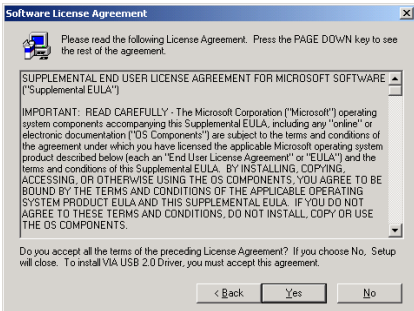 Software License Agreement
Please read the following License Agreement. Press the PAGE DOWN key to see
the rest of the agreement.
SUPPLEMENTAL END USER LICENSE AGREEMENT FOR MICROSOFT SOFTWARE
("Supplemental EULA")
IMPORTANT: READ CAREFULLY - The Microsoft Corporation ("Microsoft") operating
system components accompanying this Supplemental EULA, including any "online" or
electronic documentation ("OS Components") are subject to the terms and conditions of
the agreement under which you have licensed the applicable Microsoft operating system
product described below (each an "End User License Agreement" or "EULA") and the
terms and conditions of this Supplemental EULA. BY INSTALLING, COPYING,
ACCESSING, OR OTHERWISE USING THE OS COMPONENTS, YOU AGREE TO BE
BOUND BY THE TERMS AND CONDITIONS OF THE APPLICABLE OPERATING
SYSTEM PRODUCT EULA AND THIS SUPPLEMENTAL EULA. IF YOU DO NOT
AGREE TO THESE TERMS AND CONDITIONS, DO NOT INSTALL, COPY OR USE
THE OS COMPONENTS.
Do you accept all the terms of the preceding License Agreement? If you choose No, Setup
will close. To install VIA USB 2.0 Driver, you must accept this agreement.
< Back Yes No